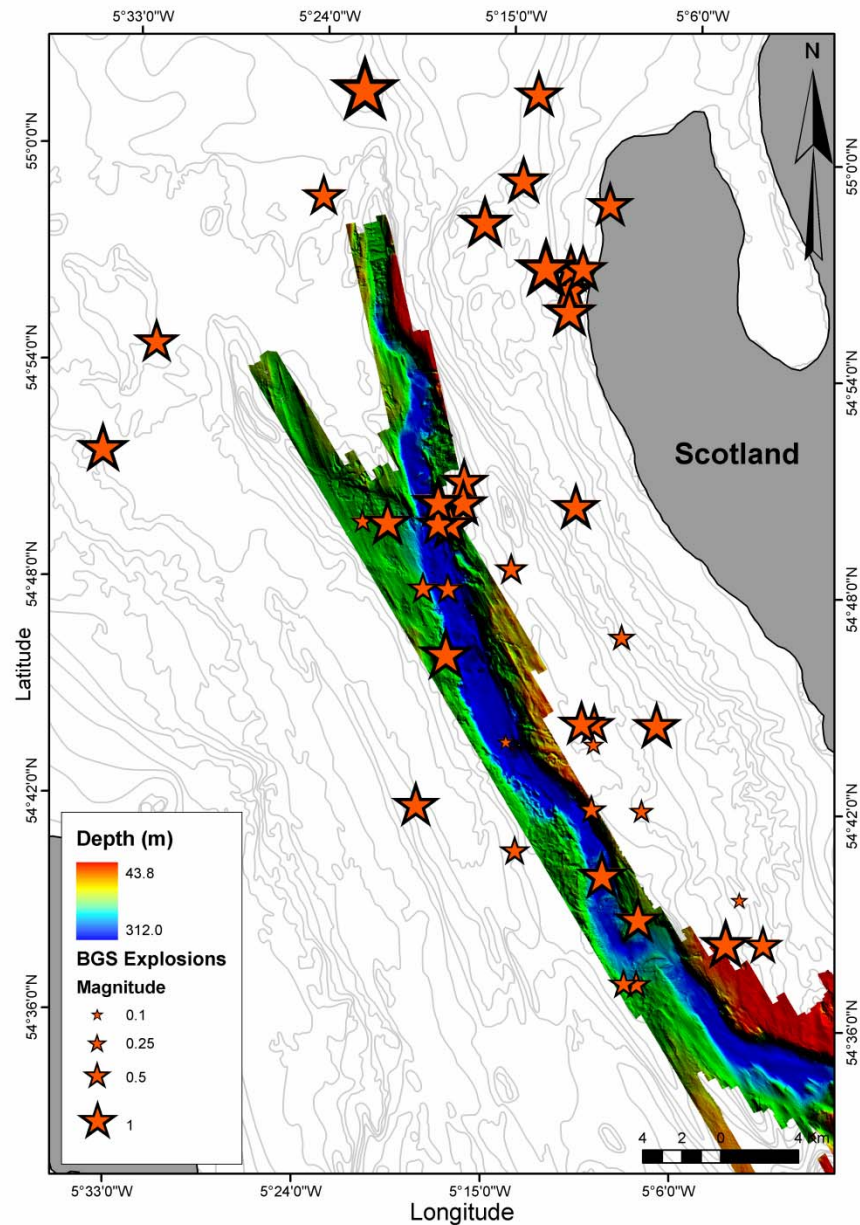 5°33'0"W 5°24'0"W 5°15'0"W 5°6'0"W
N
55°0'0"N 55°0'0"N
54°54'0"N 54°54'0"N
Scotland
54°48'0"N 54°48'0"N
Latitude
54°42'0"N 54°42'0"N
Depth (m)
43.8
312.0
BGS Explosions
Magnitude
0.1
0.25
0.5
1
54°36'0"N 54°36'0"N
4 2 0 4 Km
5°33'0"W 5°24'0"W 5°15'0"W 5°6'0"W
Longitude